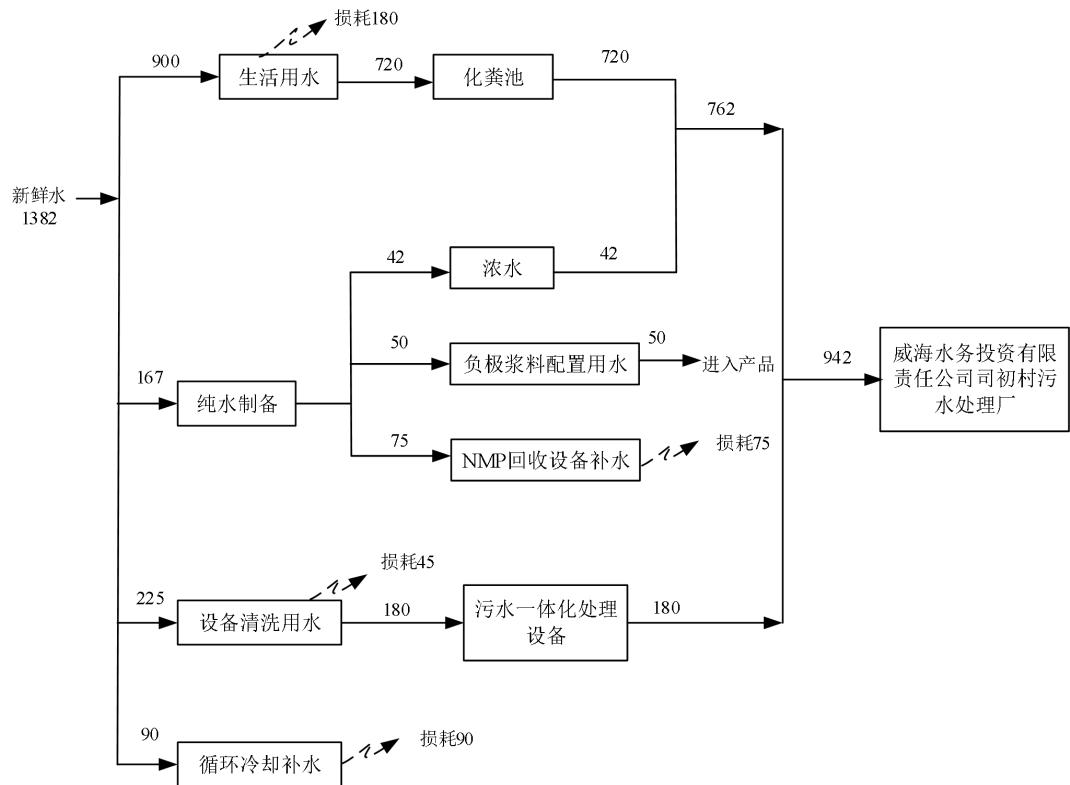 损耗180
900
生活用水
720
化粪池
720
762
新鲜水
1382
42
浓水
42
50
负极浆料配置用水
50
进入产品
942
威海水务投资有限
责任公司司初村污
水处理厂
167
纯水制备
75
NMP回收设备补水
损耗75
损耗45
225
设备清洗用水
180
污水一体化处理
设备
180
90
循环冷却补水
损耗90